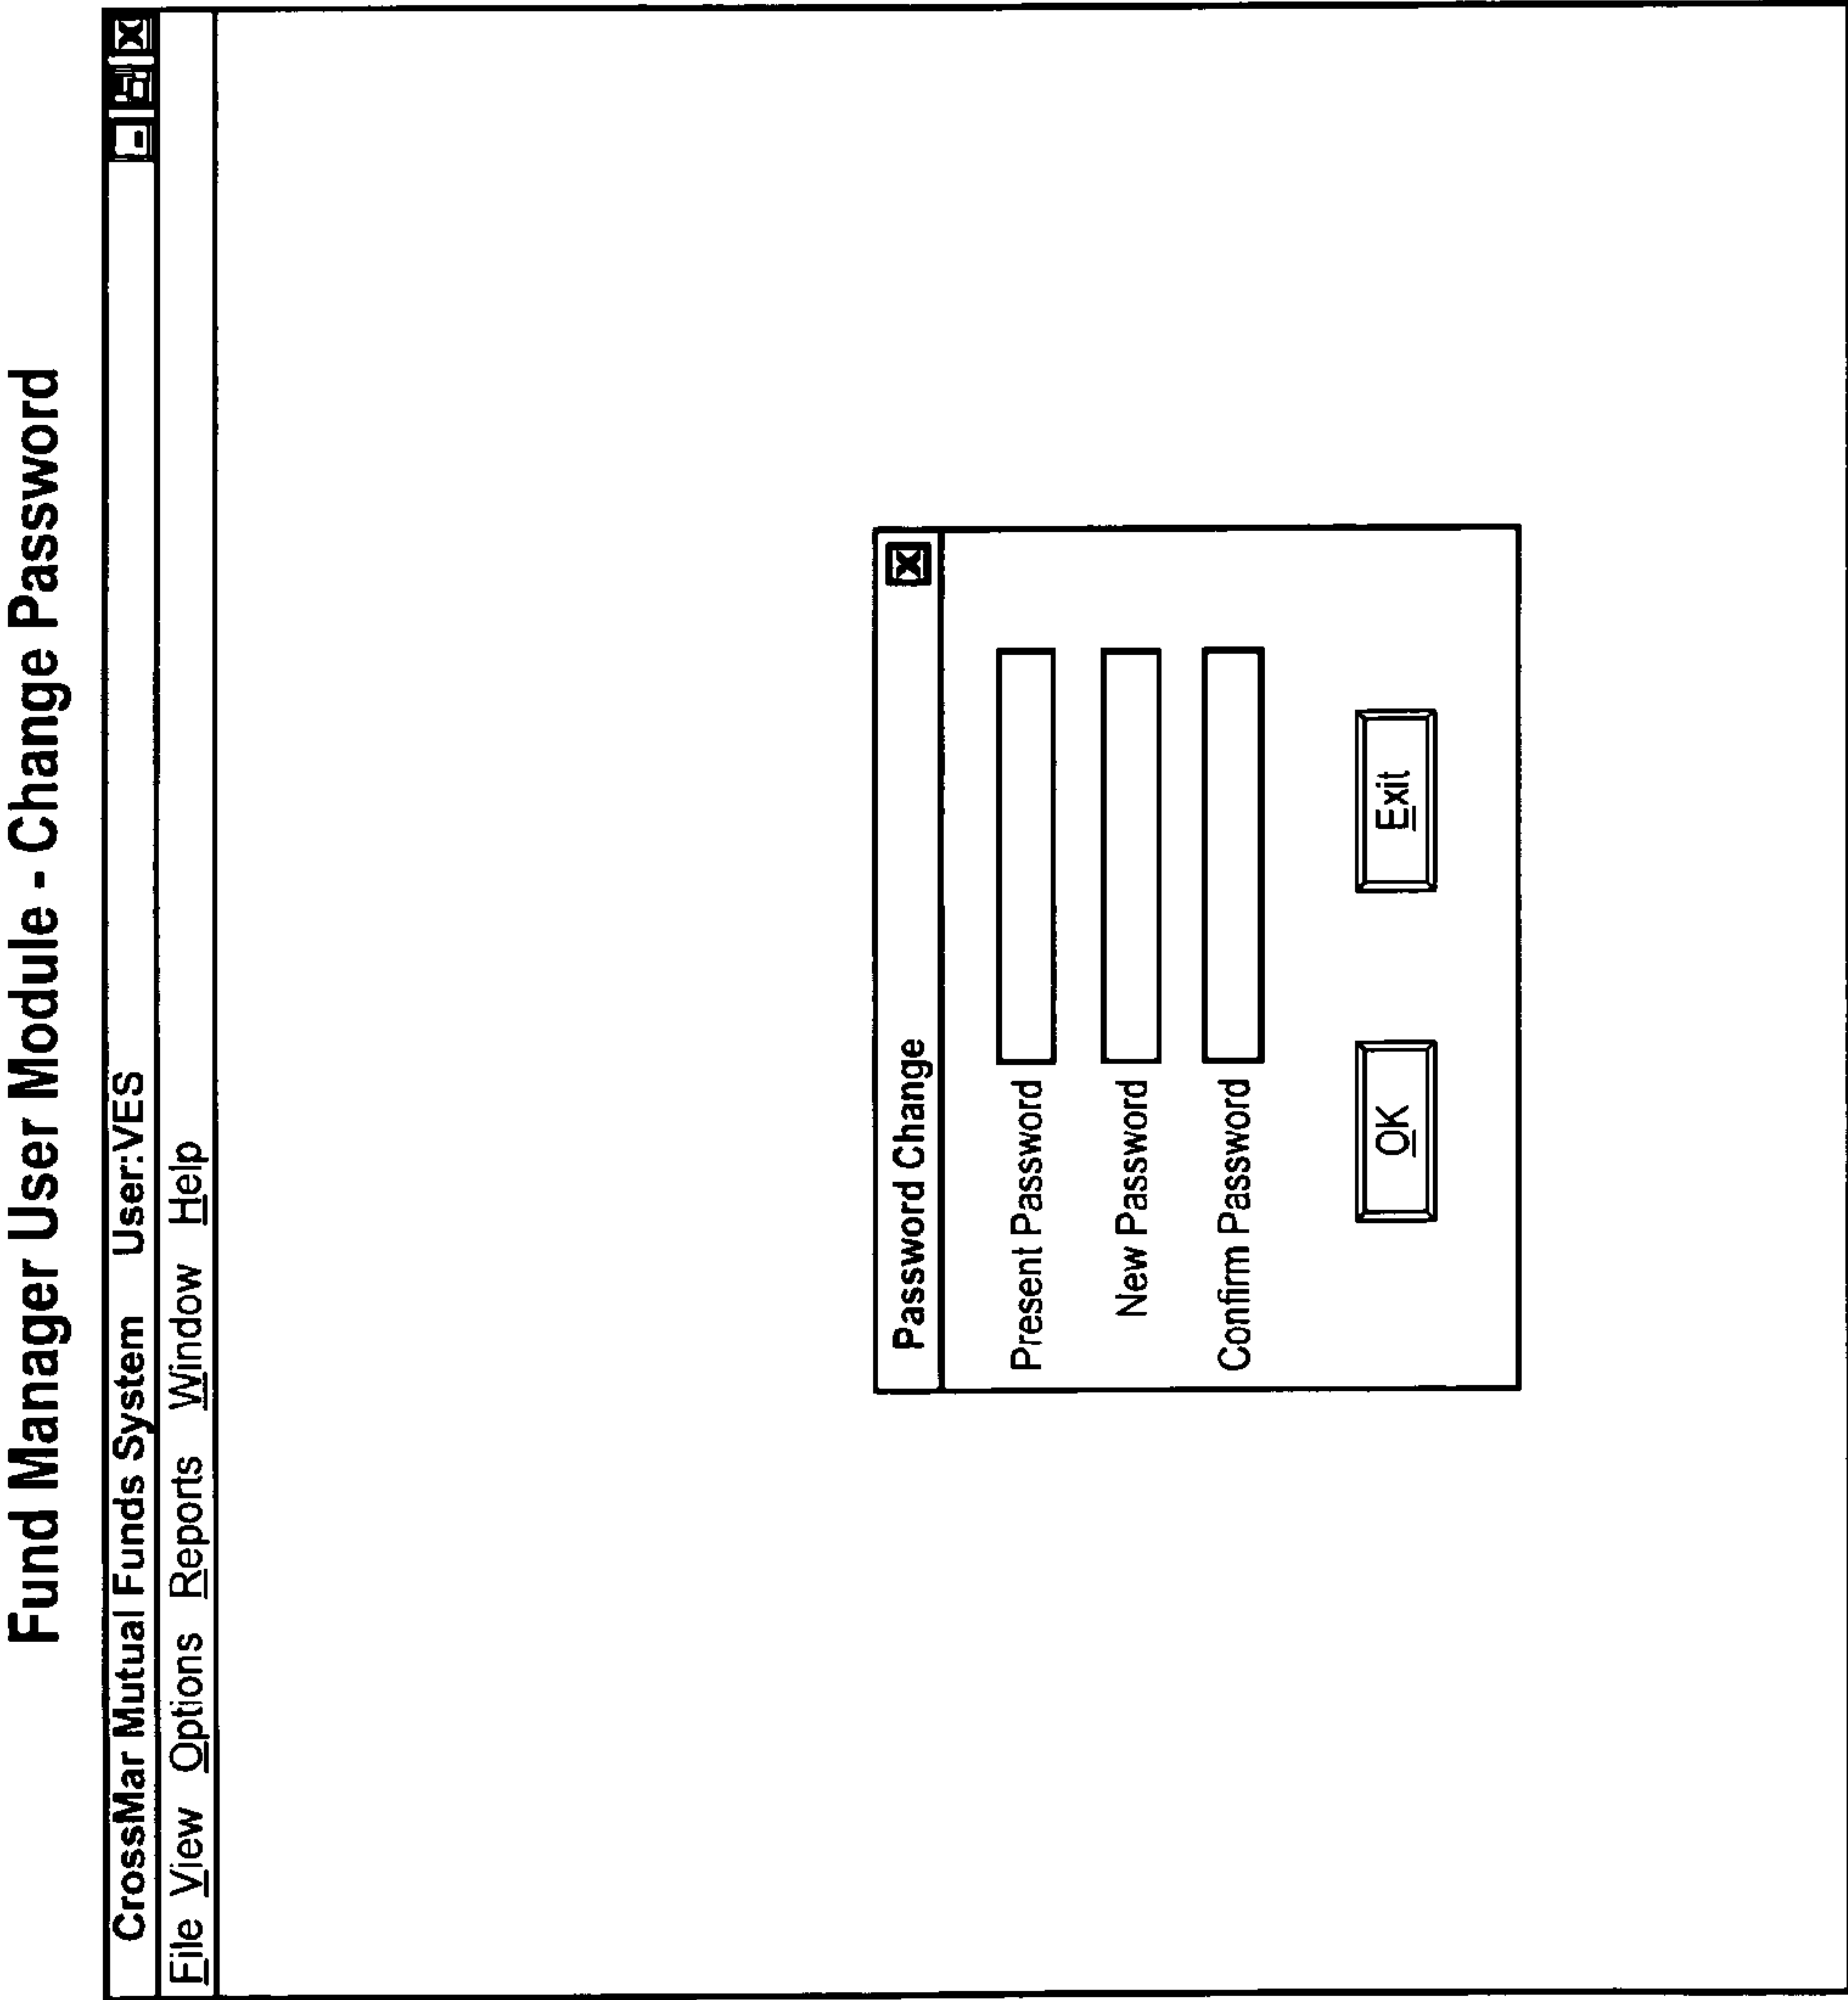 Fund Manager User Module - Change Password
CrossMar Mutual Funds System User:VES
File View Options Reports Window Help
Password Change
Present Password
New Password
Confirm Password
OK Exit